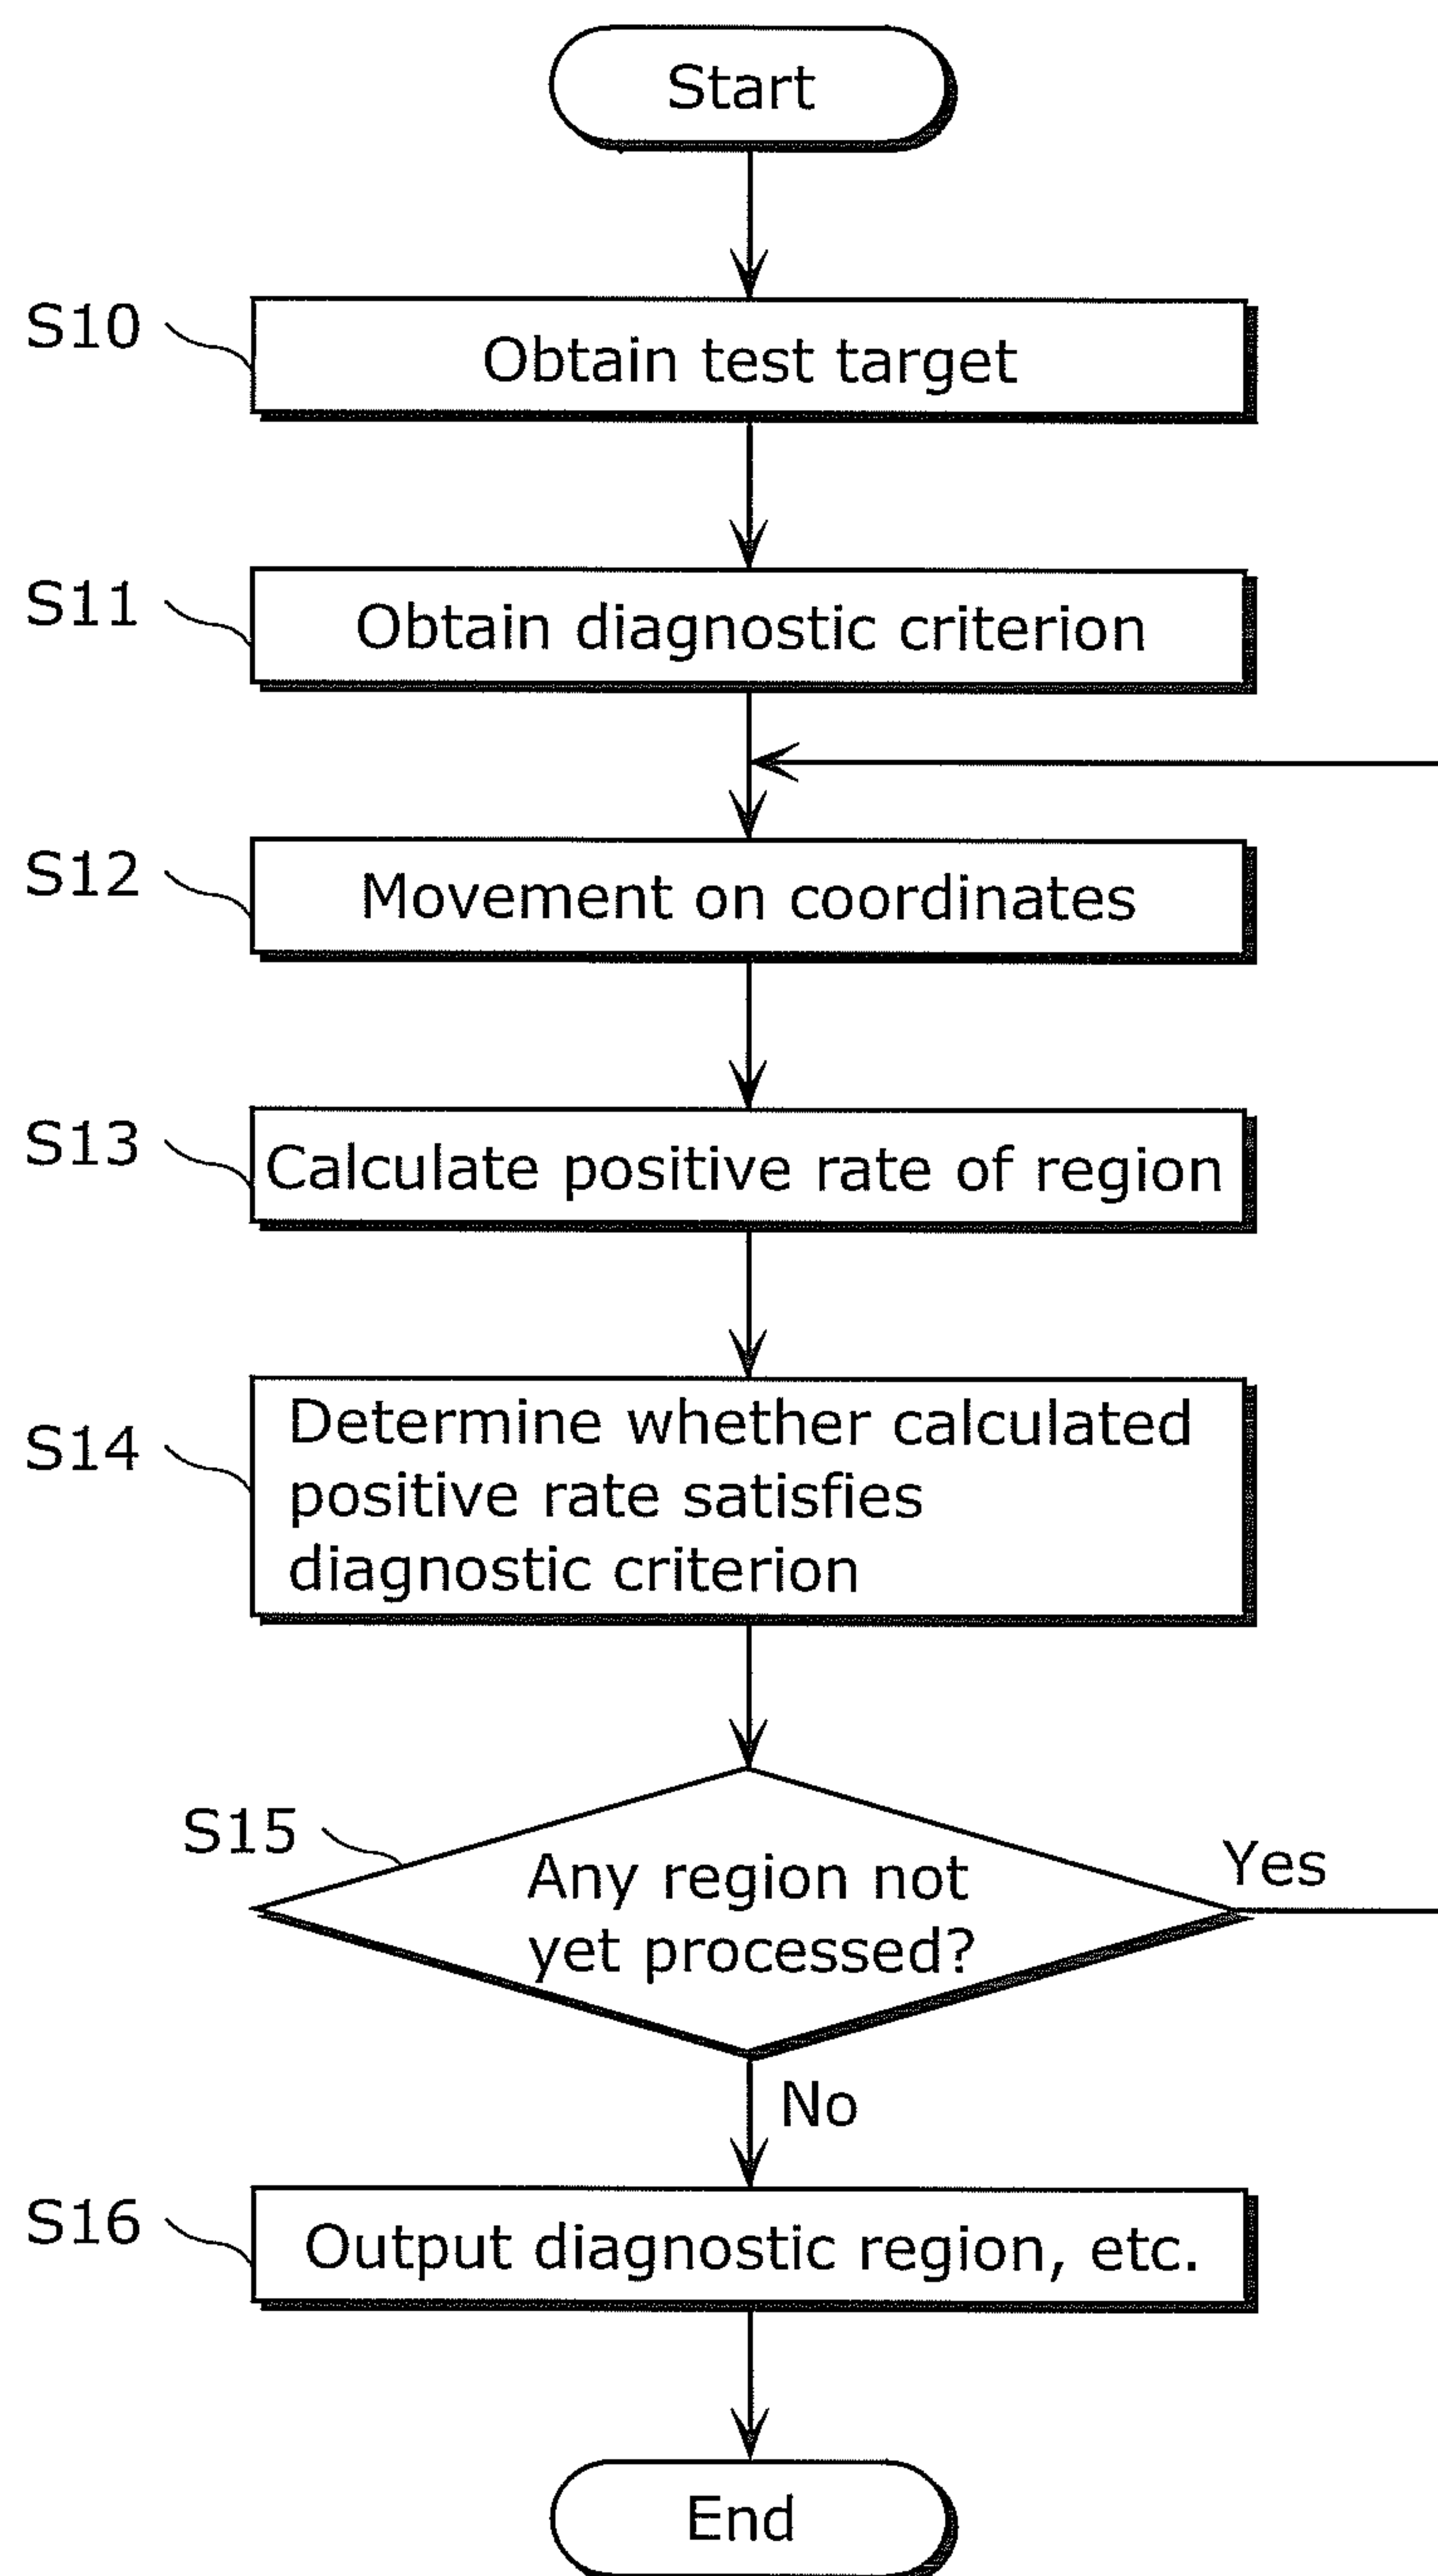 Start
S10
Obtain test target
S11
Obtain diagnostic criterion
S12
Movement on coordinates
S13
Calculate positive rate of region
S14
Determine whether calculated
positive rate satisfies
diagnostic criterion
S15
Any region not
yet processed?
Yes
No
S16
Output diagnostic region, etc.
End